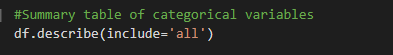 #Summary table of categorical variables
df.describe(include='all')